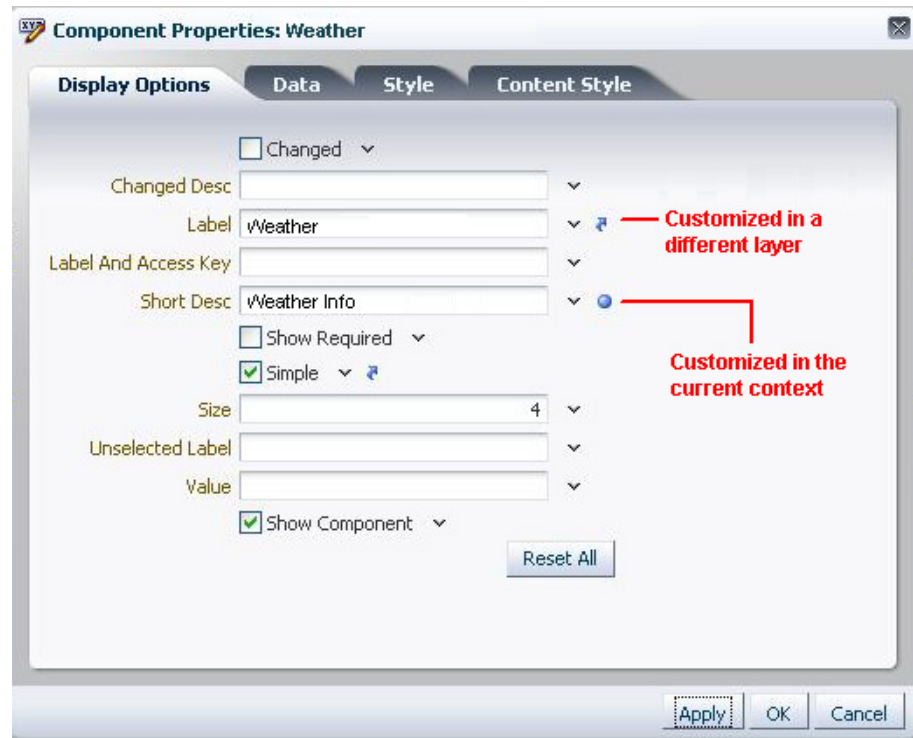 Component Properties: Weather
Display Options Data Style Content Style
Changed
Changed Desc
Label Weather
Customized in a
different layer
Label And Access Key
Short Desc Weather Info
Show Required
Customized in the
current context
Simple
Size 4
Unselected Label
Value
Show Component
Reset All
Apply OK Cancel